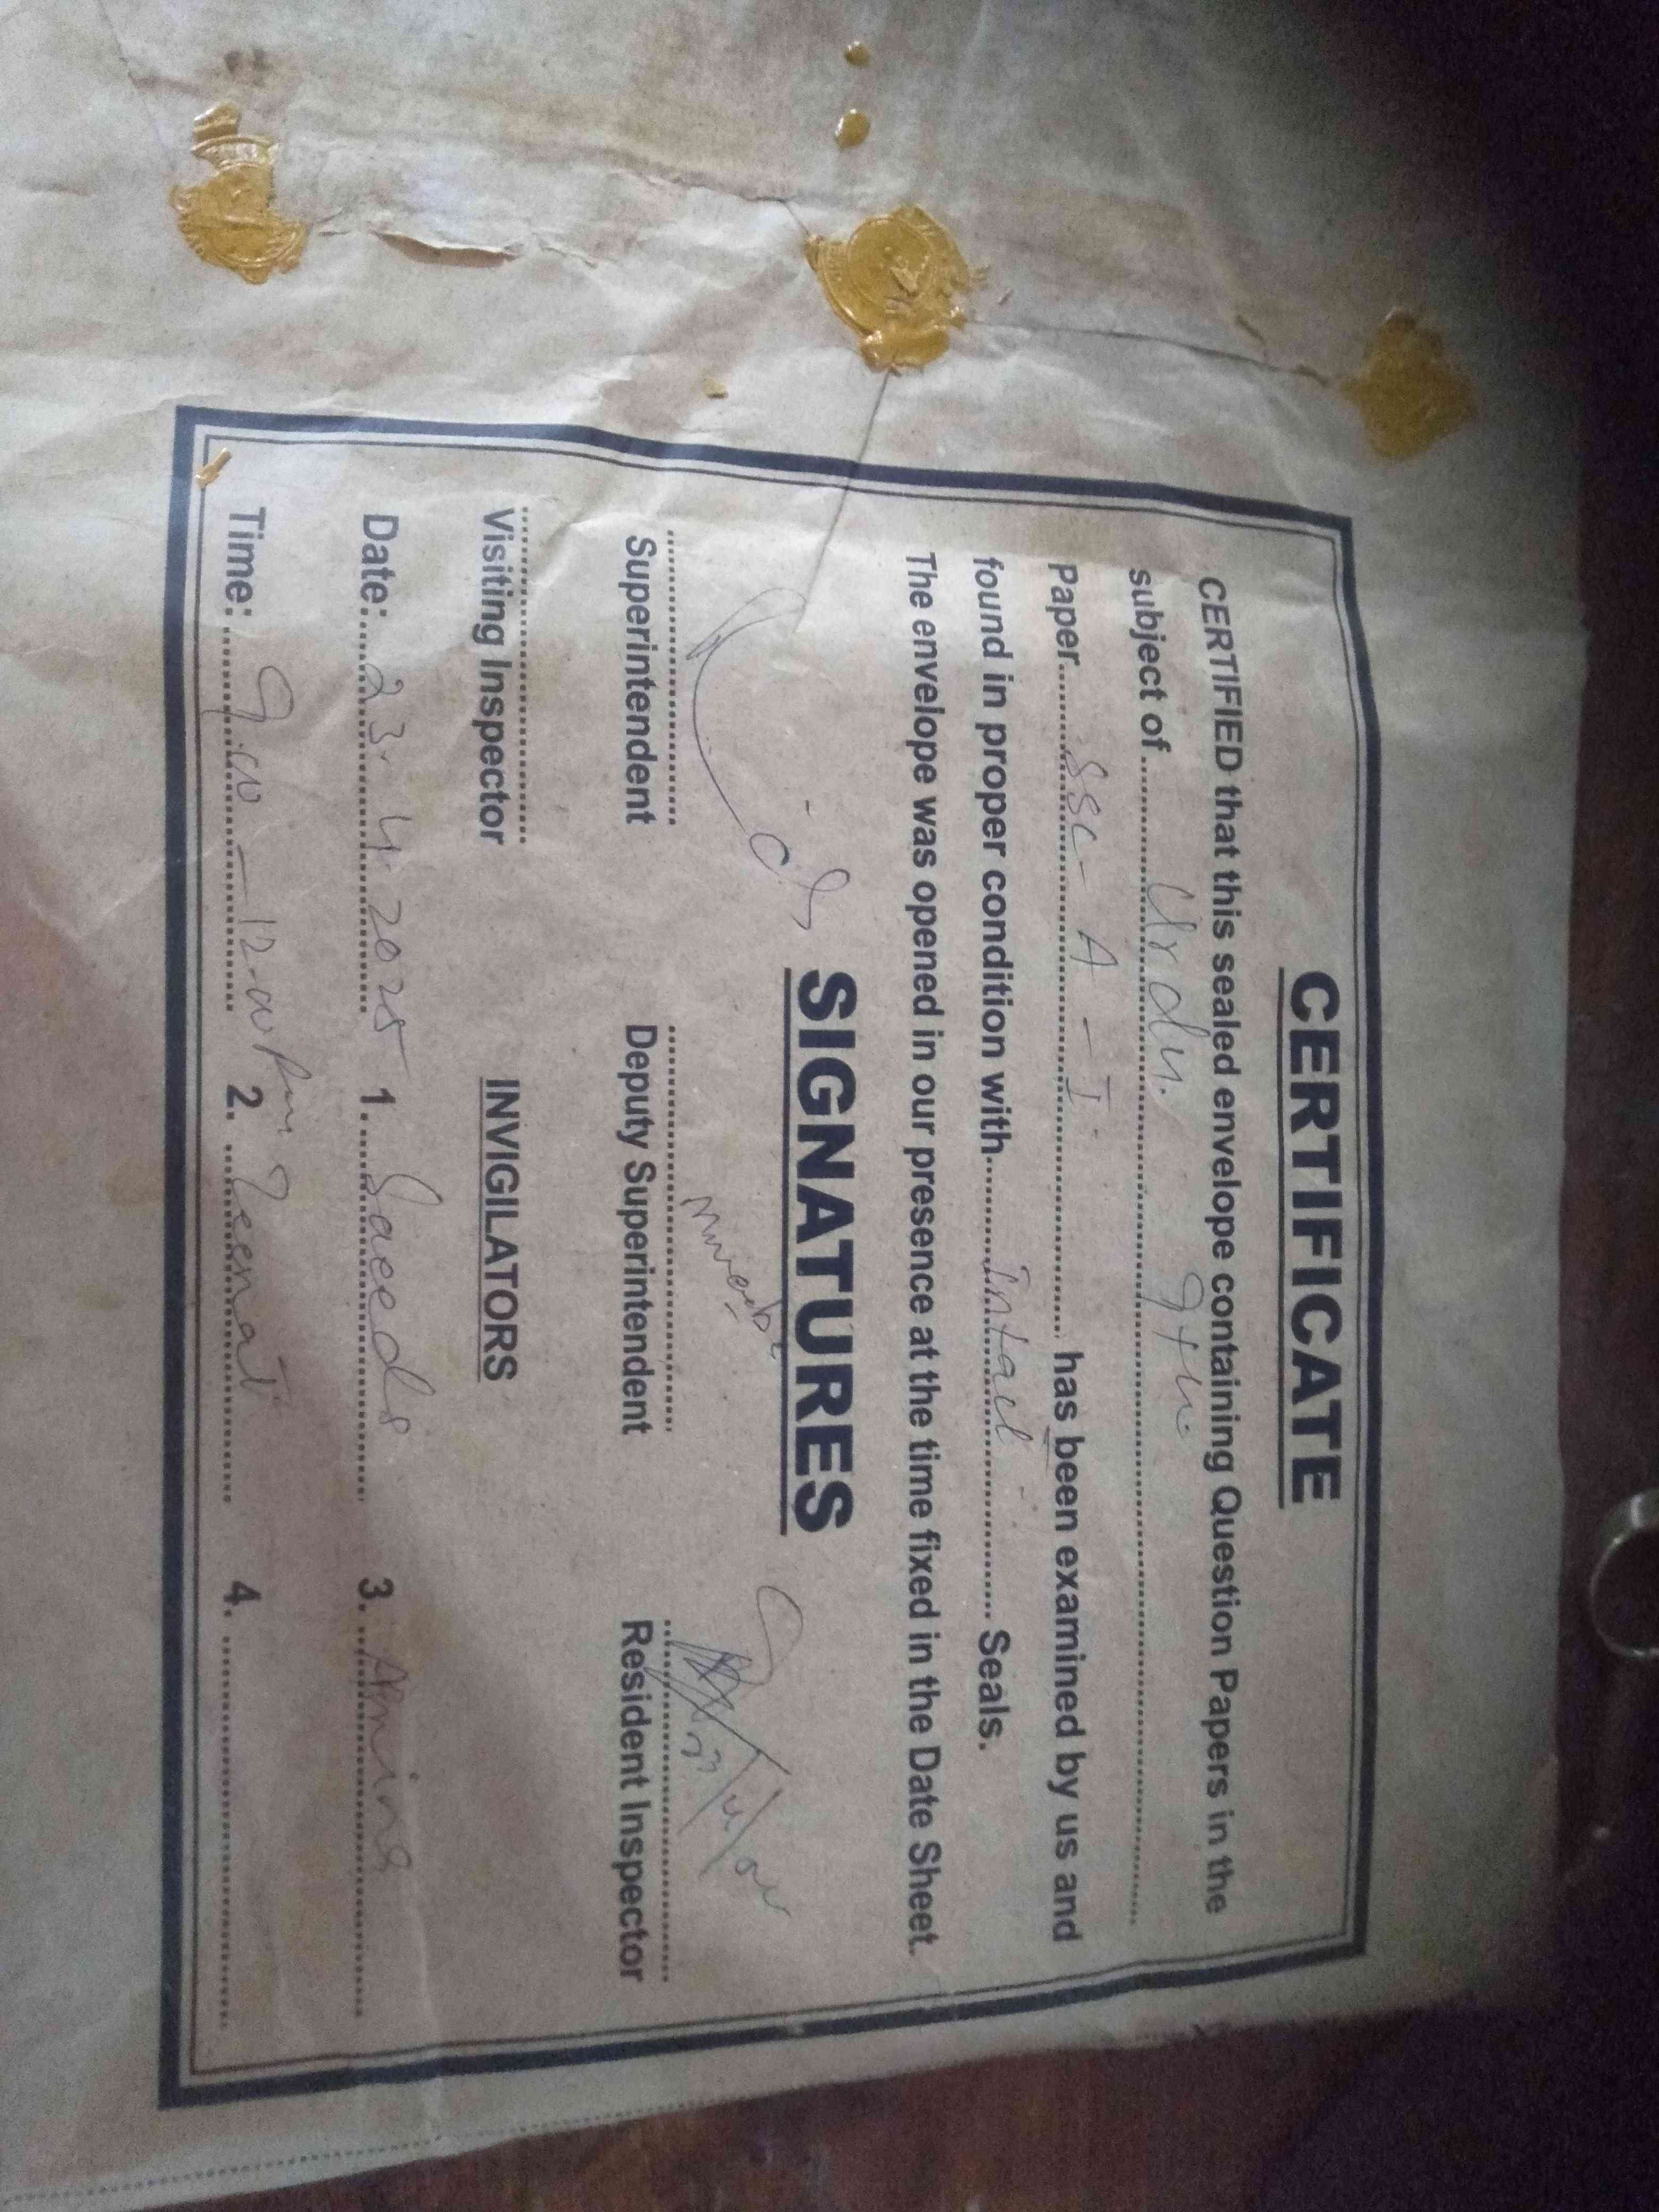 CERTIFICATE
CERTIFIED that this sealed envelope containing Question Papers in the
subject of.......... Urdu. 9th ..........
Paper.......... SSC - A - I .......... has been examined by us and
found in proper condition with.......... Intact .......... Seals.
The envelope was opened in our presence at the time fixed in the Date Sheet.
SIGNATURES
Superintendent Deputy Superintendent Resident Inspector
Visiting Inspector INVIGILATORS
Date:.... 23.4.2025 1..... Saeeda 3..... Amina
Time: .... 9.00 - 12.00 Pm 2. .... Zeenat 4. ..........